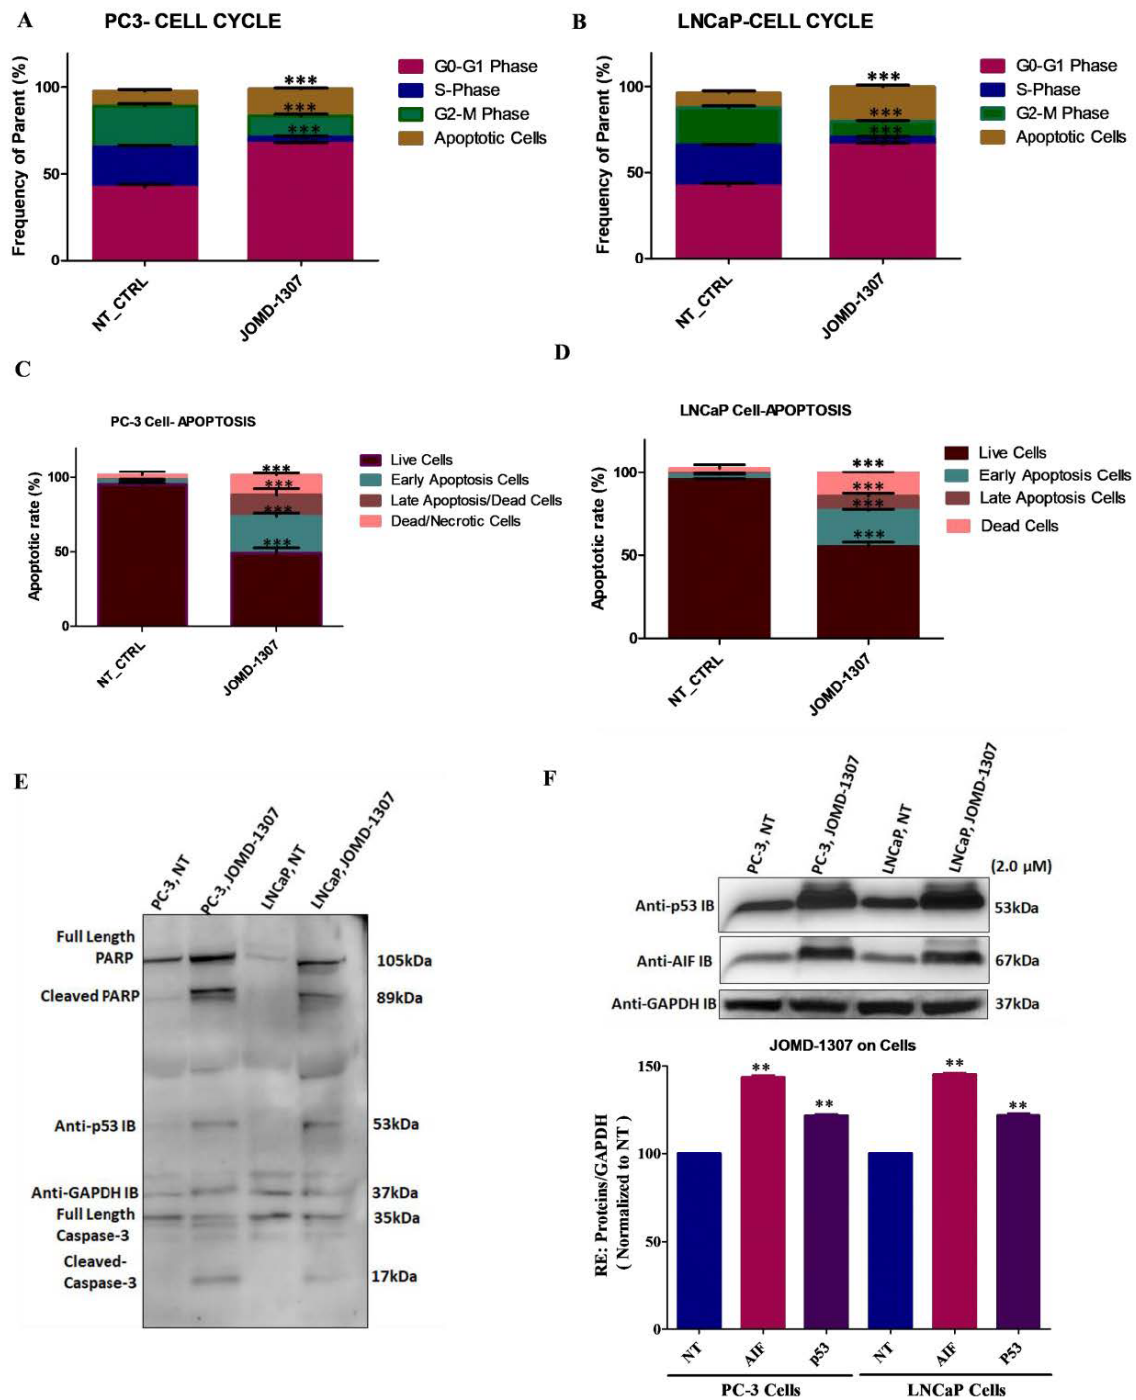 A
PC3- CELL CYCLE
Frequency of Parent (%)
100
50
0
***
***
***
NT_CTRL
JOMD-1307
G0-G1 Phase
S-Phase
G2-M Phase
Apoptotic Cells
B
LNCaP-CELL CYCLE
Frequency of Parent (%)
100
50
0
***
***
***
NT_CTRL
JOMD-1307
G0-G1 Phase
S-Phase
G2-M Phase
Apoptotic Cells
C
PC-3 Cell- APOPTOSIS
Apoptotic rate (%)
100
50
0
***
***
***
***
NT_CTRL
JOMD-1307
Live Cells
Early Apoptosis Cells
Late Apoptosis/Dead Cells
Dead/Necrotic Cells
D
LNCaP Cell-APOPTOSIS
Apoptotic rate (%)
100
50
0
***
***
***
***
NT_CTRL
JOMD-1307
Live Cells
Early Apoptosis Cells
Late Apoptosis Cells
Dead Cells
E
PC-3, NT
PC-3, JOMD-1307
LNCaP, NT
LNCaP, JOMD-1307
Full Length
PARP
105kDa
Cleaved PARP
89kDa
Anti-p53 IB
53kDa
Anti-GAPDH IB
37kDa
Full Length
Caspase-3
35kDa
Cleaved-
Caspase-3
17kDa
F
PC-3, NT
PC-3, JOMD-1307
LNCaP, NT
LNCaP, JOMD-1307
(2.0 µM)
Anti-p53 IB
53kDa
Anti-AIF IB
67kDa
Anti-GAPDH IB
37kDa
JOMD-1307 on Cells
RE: Proteins/GAPDH
( Normalized to NT )
150
100
50
0
**
**
**
**
NT
AIF
p53
NT
AIF
P53
PC-3 Cells
LNCaP Cells